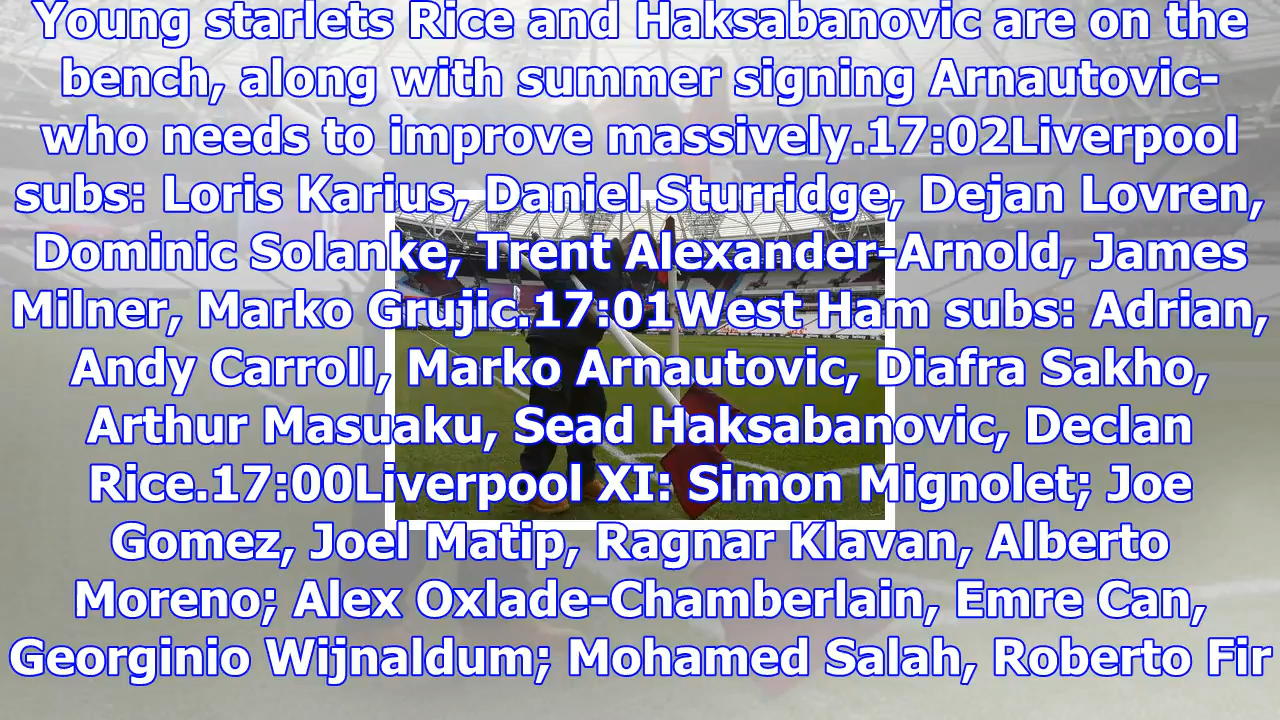 Young starlets Rice and Haksabanovic are on the
bench, along with summer signing Arnautovic-
who needs to improve massively.17:02Liverpool
subs: Loris Karius, Daniel Sturridge, Dejan Lovren,
Dominic Solanke, Trent Alexander-Arnold, James
Milner, Marko Grujic.17:01West Ham subs: Adrian,
Andy Carroll, Marko Arnautovic, Diafra Sakho,
Arthur Masuaku, Sead Haksabanovic, Declan
Rice.17:00Liverpool XI: Simon Mignolet; Joe
Gomez, Joel Matip, Ragnar Klavan, Alberto
Moreno; Alex Oxlade-Chamberlain, Emre Can,
Georginio Wijnaldum; Mohamed Salah, Roberto Fir